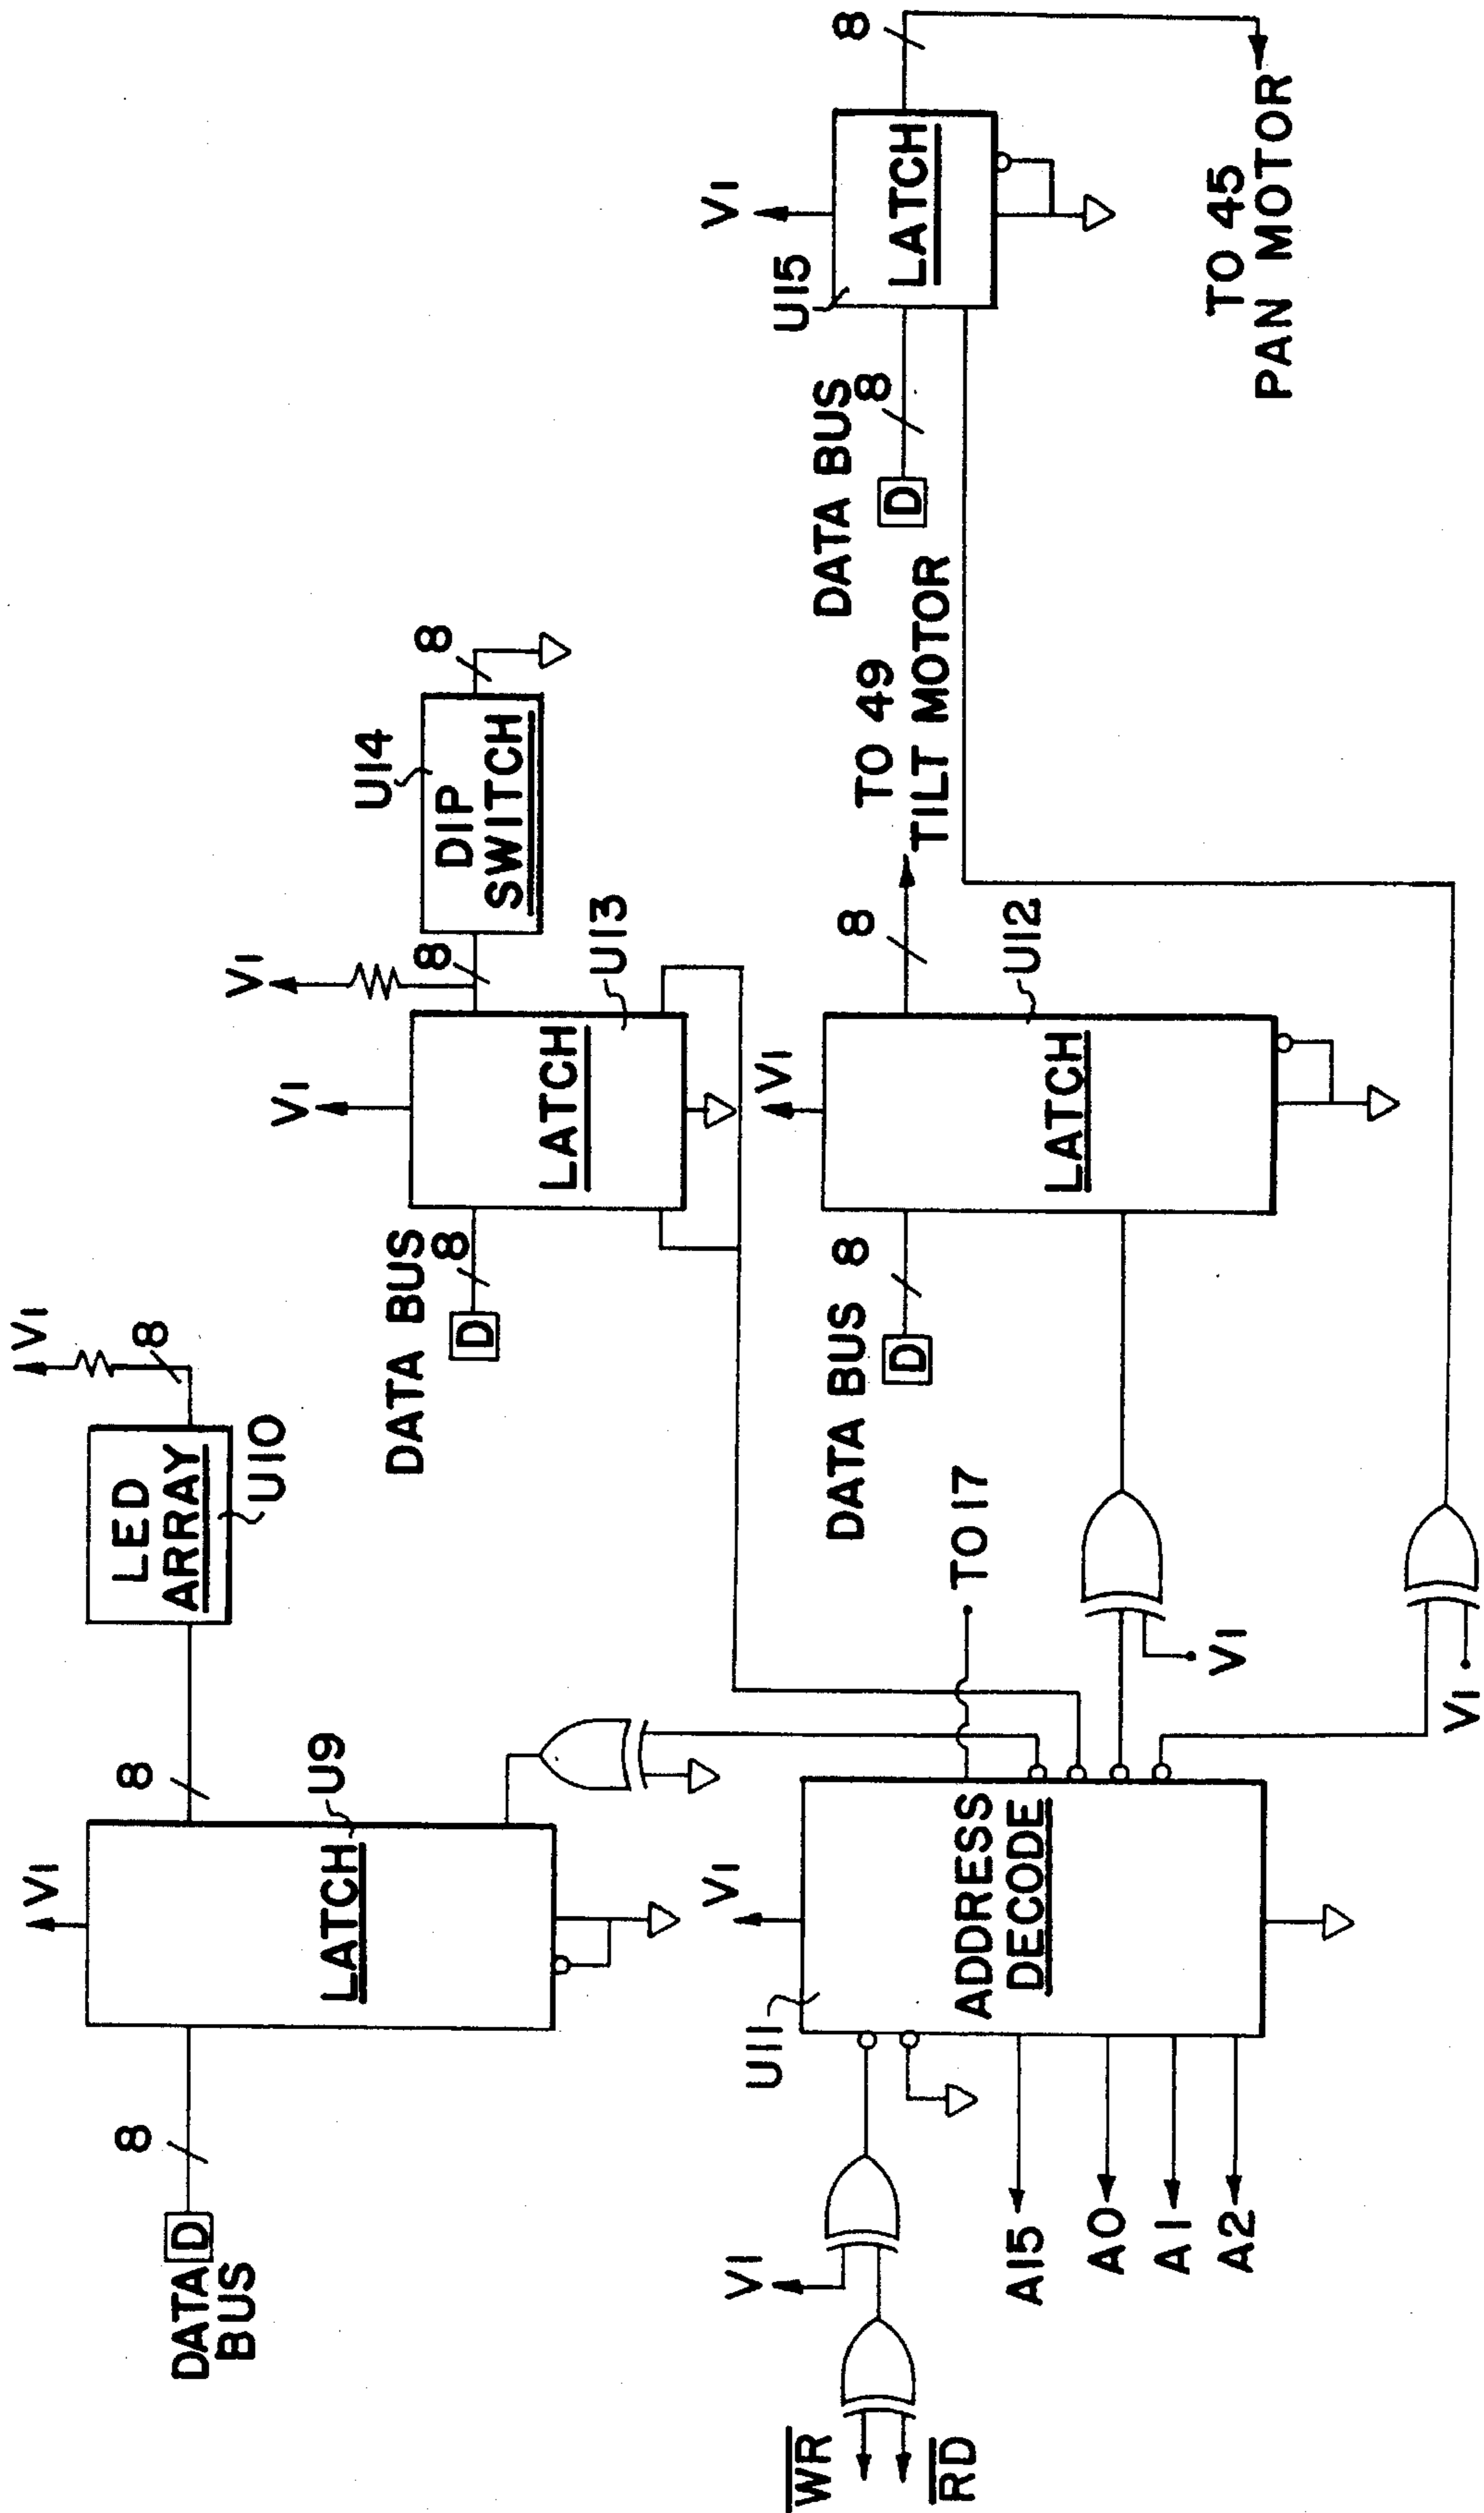 V1
8
LED
ARRAY
U10
8
V1
LATCH
U9
8
D
DATA
BUS
V1
U14
DIP
SWITCH
8
8
V1
LATCH
U13
DATA BUS
8
D
V1
U15
LATCH
8
DATA BUS
8
D
TO 45
PAN MOTOR
V1
LATCH
U12
8
TO 49
TILT MOTOR
DATA BUS 8
D
TO 17
V1
V1
V1
ADDRESS
DECODE
U11
V1
WR
RD
A15
A0
A1
A2